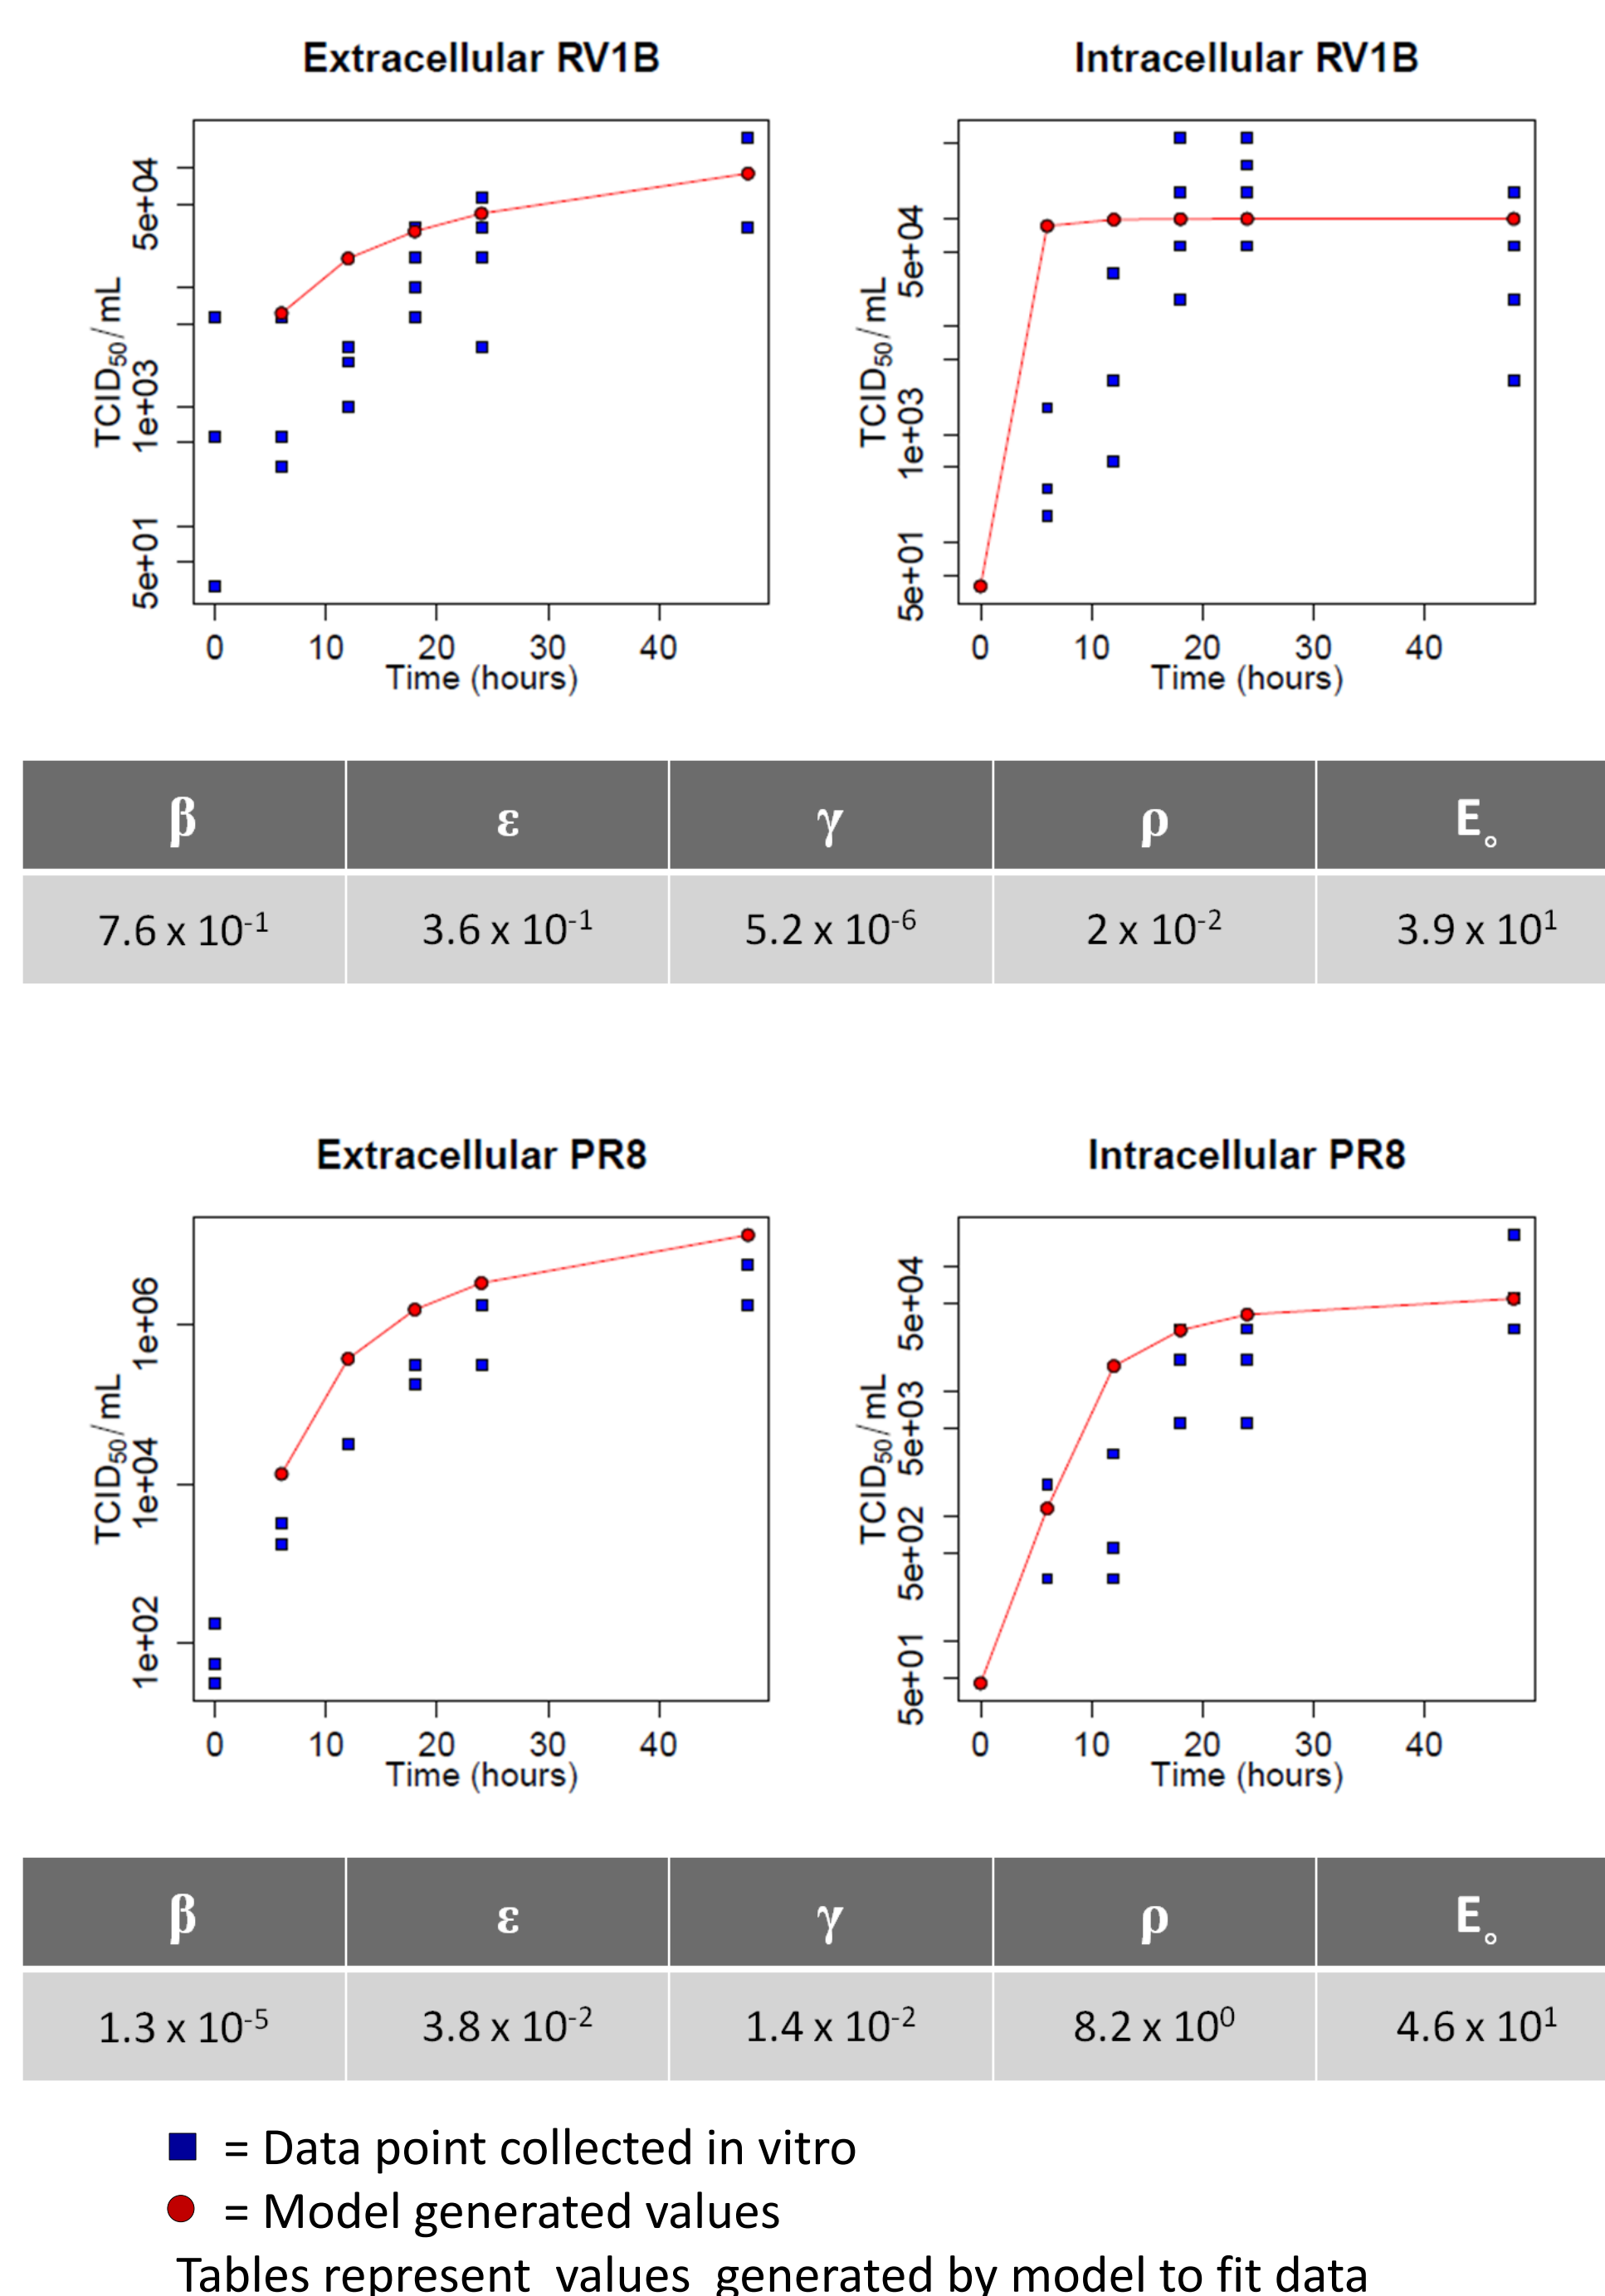 Extracellular RV1B
Intracellular RV1B
TCID50/mL
5e+04
1e+03
5e+01
0 10 20 30 40
Time (hours)
TCID50/mL
5e+04
1e+03
5e+01
0 10 20 30 40
Time (hours)
β ε γ ρ E°
7.6 x 10-1 3.6 x 10-1 5.2 x 10-6 2 x 10-2 3.9 x 101
Extracellular PR8
Intracellular PR8
TCID50/mL
1e+06
1e+04
1e+02
0 10 20 30 40
Time (hours)
TCID50/mL
5e+04
5e+03
5e+02
5e+01
0 10 20 30 40
Time (hours)
β ε γ ρ E°
1.3 x 10-5 3.8 x 10-2 1.4 x 10-2 8.2 x 100 4.6 x 101
= Data point collected in vitro
= Model generated values
Tables represent values generated by model to fit data